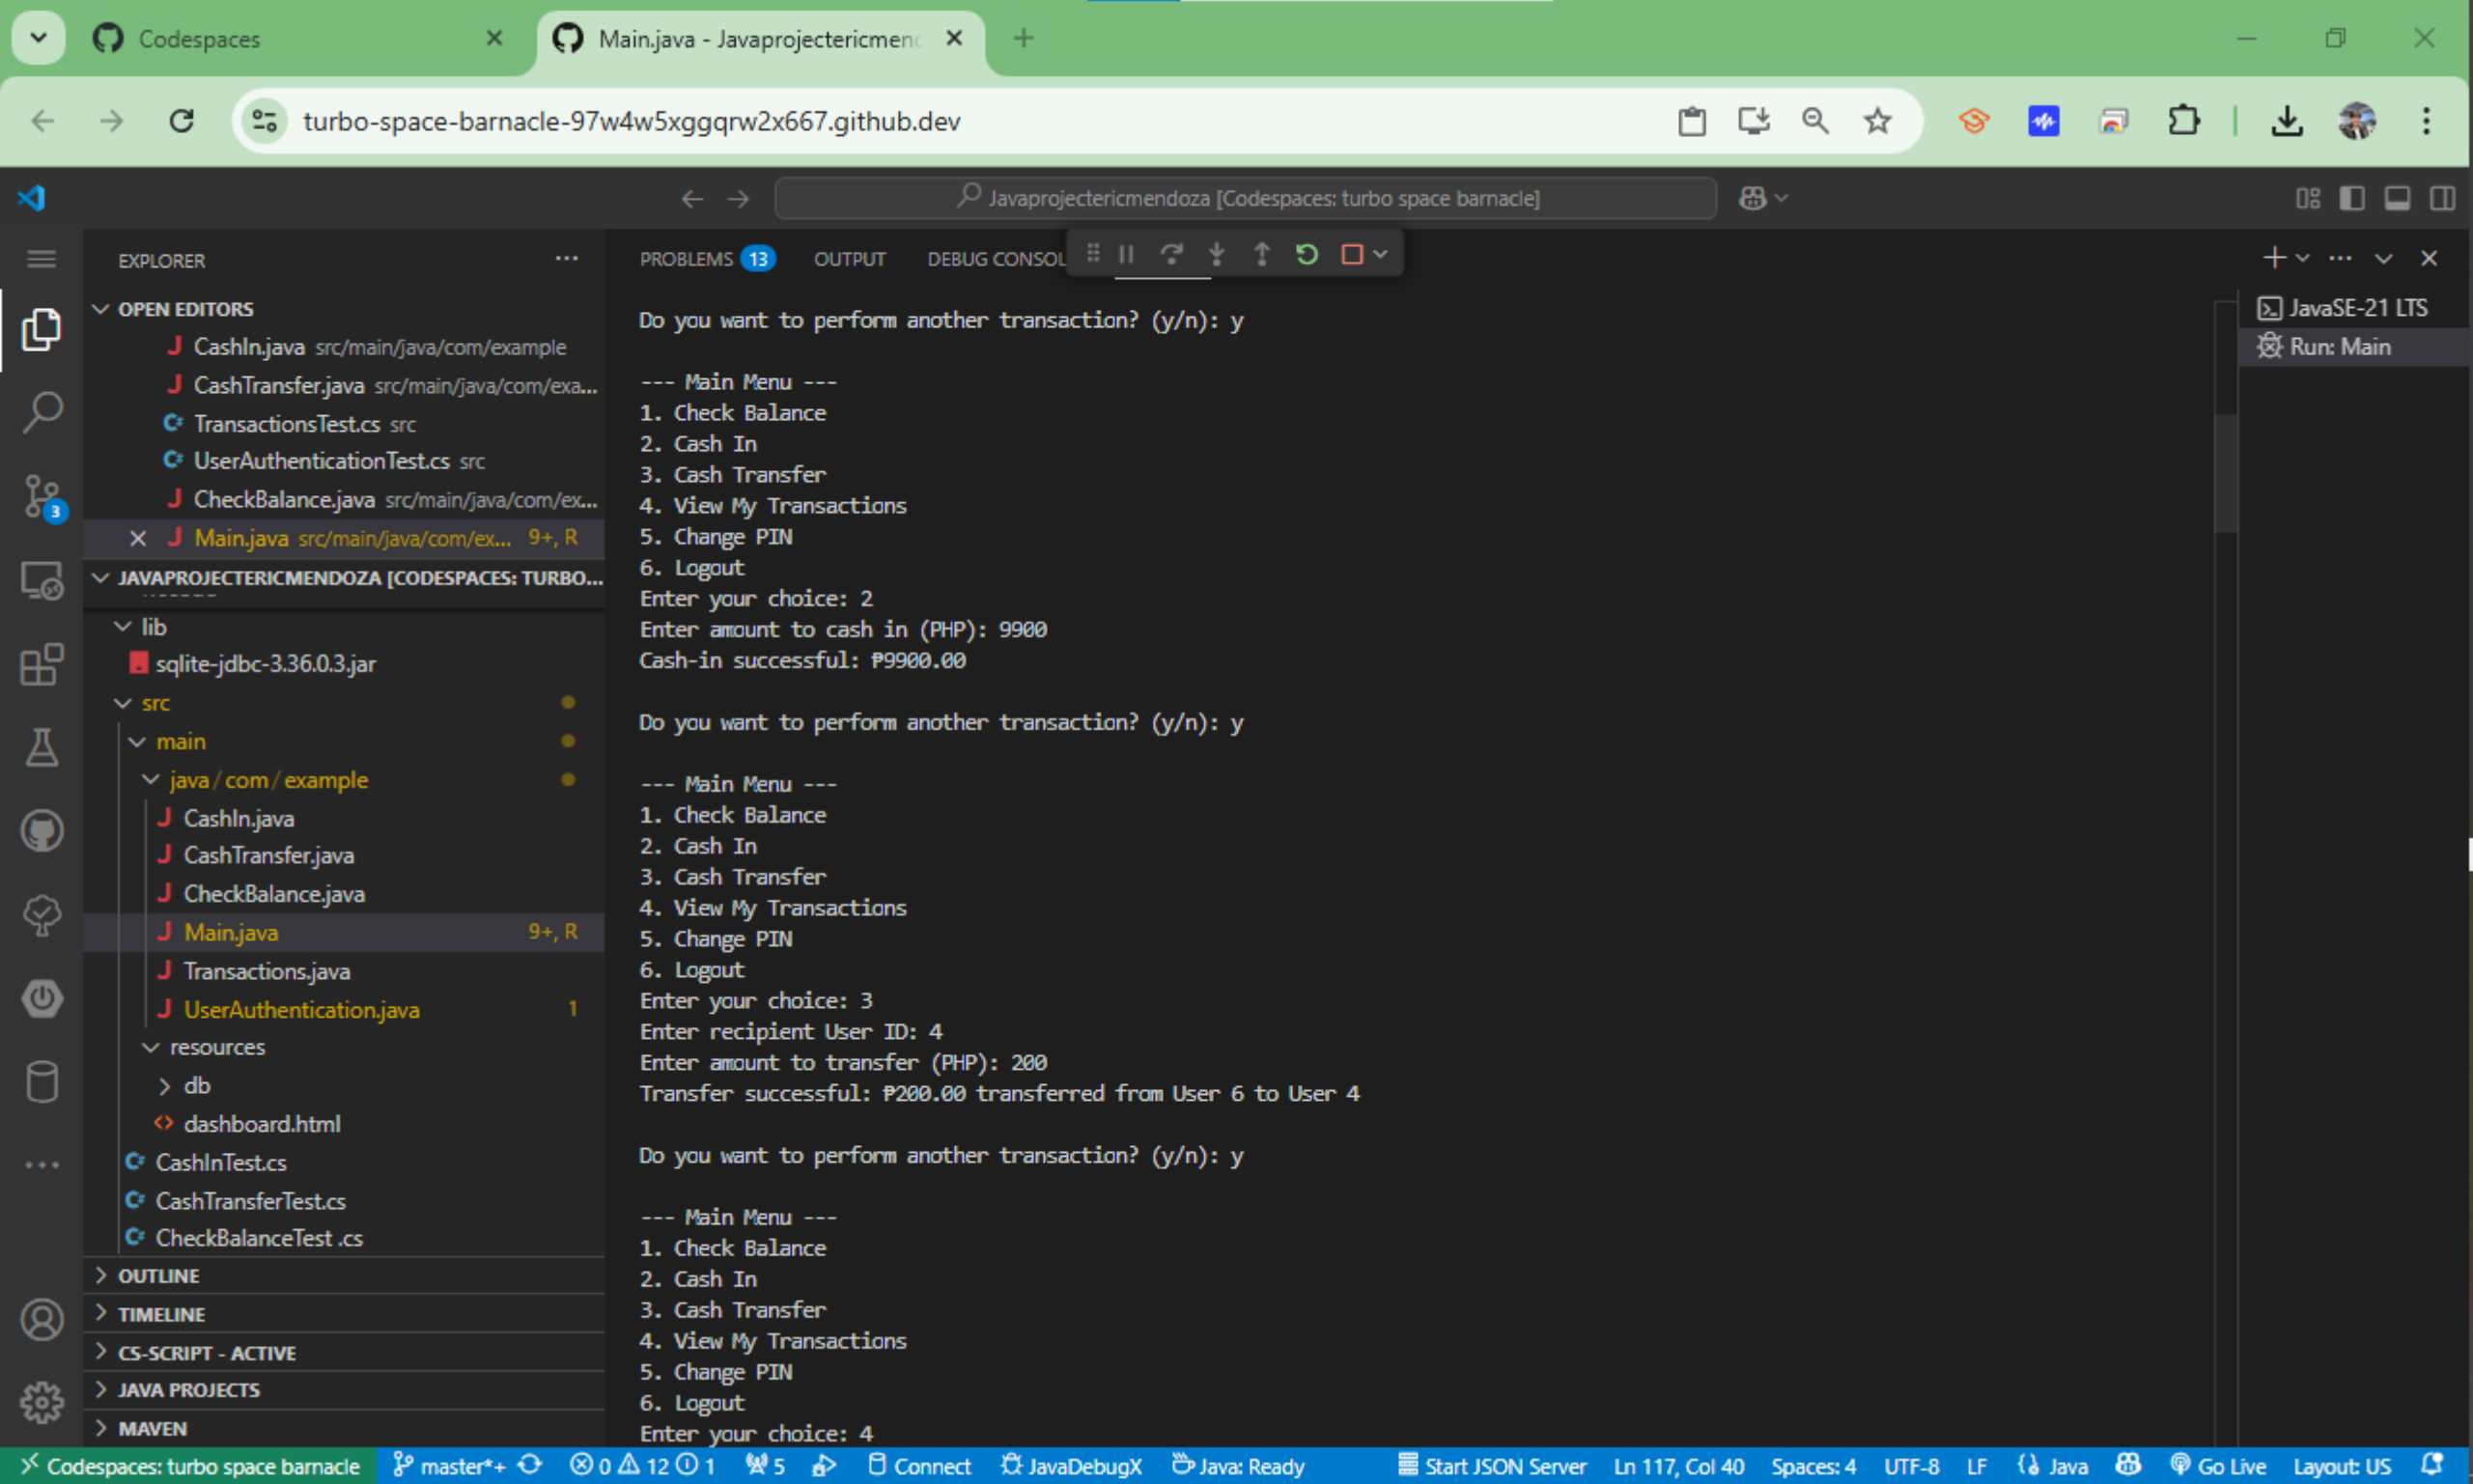 Codespaces
Main.java - Javaprojectericmend
turbo-space-barnacle-97w4w5xggqrw2x667.github.dev
Javaprojectericmendoza [Codespaces: turbo space barnacle]
EXPLORER
OPEN EDITORS
CashIn.java src/main/java/com/example
CashTransfer.java src/main/java/com/exa...
TransactionsTest.cs src
UserAuthenticationTest.cs src
CheckBalance.java src/main/java/com/ex...
Main.java src/main/java/com/ex... 9+, R
JAVAPROJECTERICMENDOZA [CODESPACES: TURBO...
lib
sqlite-jdbc-3.36.0.3.jar
src
main
java / com / example
CashIn.java
CashTransfer.java
CheckBalance.java
Main.java 9+, R
Transactions.java
UserAuthentication.java 1
resources
db
dashboard.html
CashInTest.cs
CashTransferTest.cs
CheckBalanceTest .cs
OUTLINE
TIMELINE
CS-SCRIPT - ACTIVE
JAVA PROJECTS
MAVEN
3
PROBLEMS 13 OUTPUT DEBUG CONSOL
Do you want to perform another transaction? (y/n): y
--- Main Menu ---
1. Check Balance
2. Cash In
3. Cash Transfer
4. View My Transactions
5. Change PIN
6. Logout
Enter your choice: 2
Enter amount to cash in (PHP): 9900
Cash-in successful: ₱9900.00
Do you want to perform another transaction? (y/n): y
--- Main Menu ---
1. Check Balance
2. Cash In
3. Cash Transfer
4. View My Transactions
5. Change PIN
6. Logout
Enter your choice: 3
Enter recipient User ID: 4
Enter amount to transfer (PHP): 200
Transfer successful: ₱200.00 transferred from User 6 to User 4
Do you want to perform another transaction? (y/n): y
--- Main Menu ---
1. Check Balance
2. Cash In
3. Cash Transfer
4. View My Transactions
5. Change PIN
6. Logout
Enter your choice: 4
JavaSE-21 LTS
Run: Main
Codespaces: turbo space barnacle master*+ 0 12 1 5 Connect JavaDebugX Java: Ready Start JSON Server Ln 117, Col 40 Spaces: 4 UTF-8 LF Java Go Live Layout: US